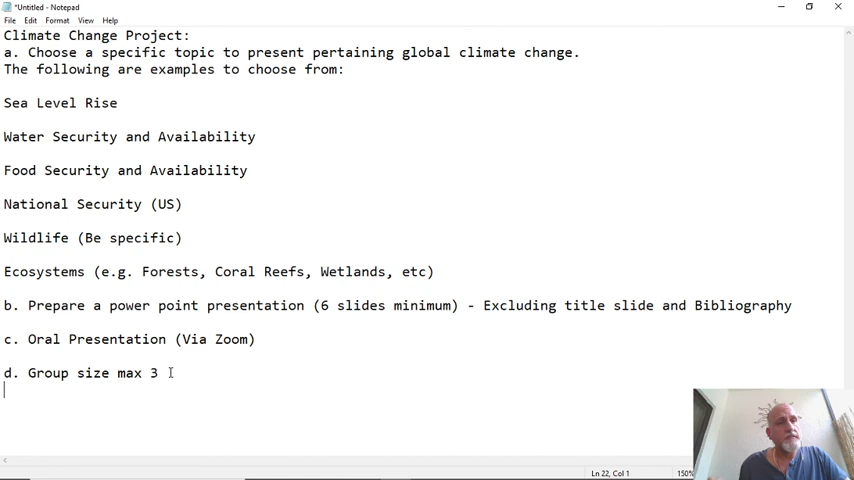 *Untitled - Notepad
File Edit Format View Help
Climate Change Project:
a. Choose a specific topic to present pertaining global climate change.
The following are examples to choose from:
Sea Level Rise
Water Security and Availability
Food Security and Availability
National Security (US)
Wildlife (Be specific)
Ecosystems (e.g. Forests, Coral Reefs, Wetlands, etc)
b. Prepare a power point presentation (6 slides minimum) - Excluding title slide and Bibliography
c. Oral Presentation (Via Zoom)
d. Group size max 3
Ln 22, Col 1 150%